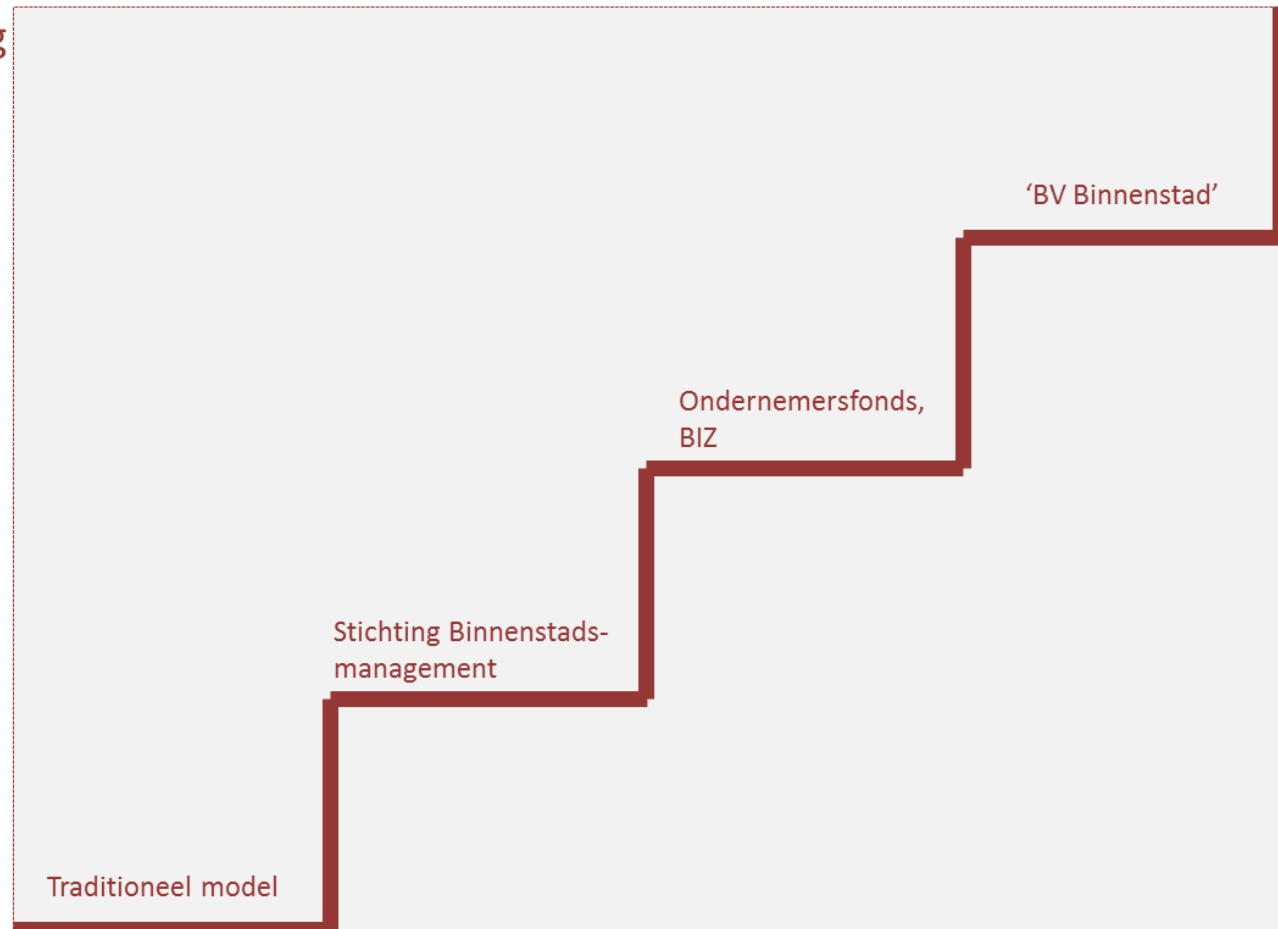 g
‘BV Binnenstad’
Ondernemersfonds,
BIZ
Stichting Binnenstads-
management
Traditioneel model